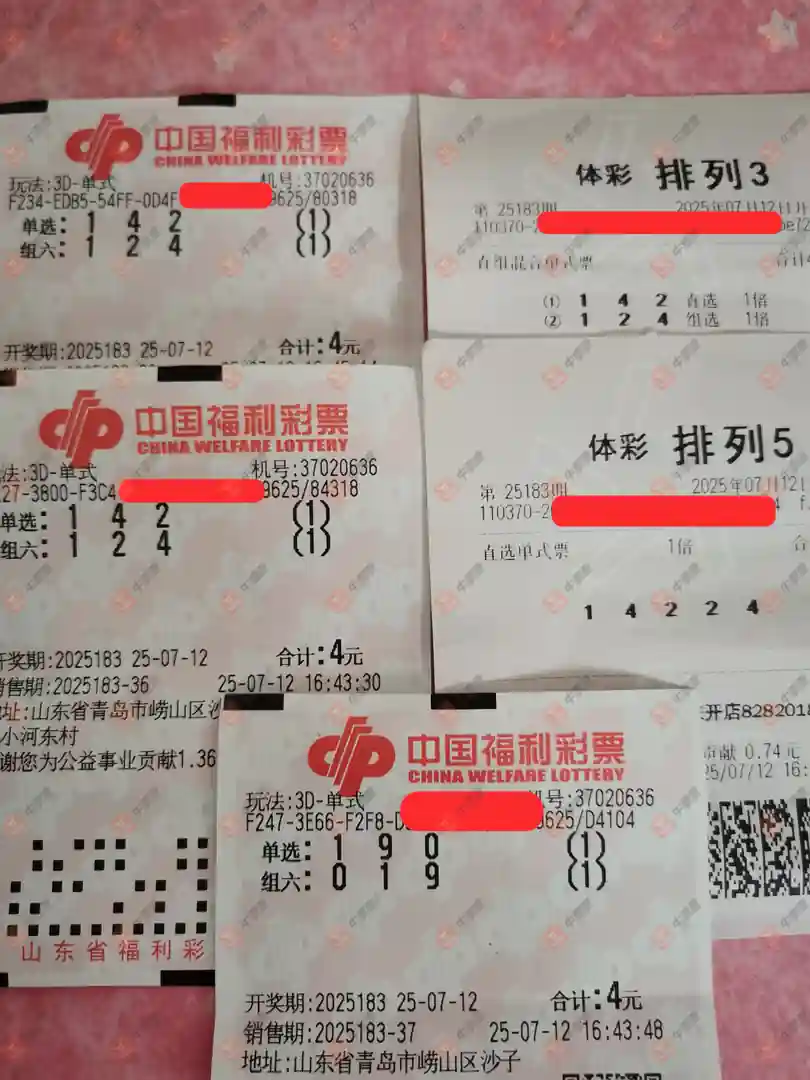 中国福利彩票
CHINA WELFARE LOTTERY
玩法:3D-单式 机号:37020636
F234-EDB5-54FF-0D4F 9625/80318
单选: 1 4 2 (1)
组六: 1 2 4 (1)
开奖期:2025183 25-07-12 合计:4元
体彩 排列3
第 25183期 2025年07月12日
110370-2
直组混合单式票 合计
① 1 4 2 直选 1倍
② 1 2 4 组选 1倍
中国福利彩票
CHINA WELFARE LOTTERY
法:3D-单式 机号:37020636
27-3800-F3C4 9625/84318
单选: 1 4 2 (1)
组六: 1 2 4 (1)
开奖期:2025183 25-07-12 合计:4元
销售期:2025183-36 25-07-12 16:43:30
地址:山东省青岛市崂山区沙
小河东村
谢您为公益事业贡献1.36
山东省福利彩
体彩 排列5
第 25183期 2025年07月12日
110370-2
直选单式票 1倍 合
1 4 2 2 4
开店8282018
贡献 0.74元
25/07/12 16:
中国福利彩票
CHINA WELFARE LOTTERY
玩法:3D-单式 机号:37020636
F247-3E66-F2F8-D 9625/D4104
单选: 1 9 0 (1)
组六: 0 1 9 (1)
开奖期:2025183 25-07-12 合计:4元
销售期:2025183-37 25-07-12 16:43:48
地址:山东省青岛市崂山区沙子